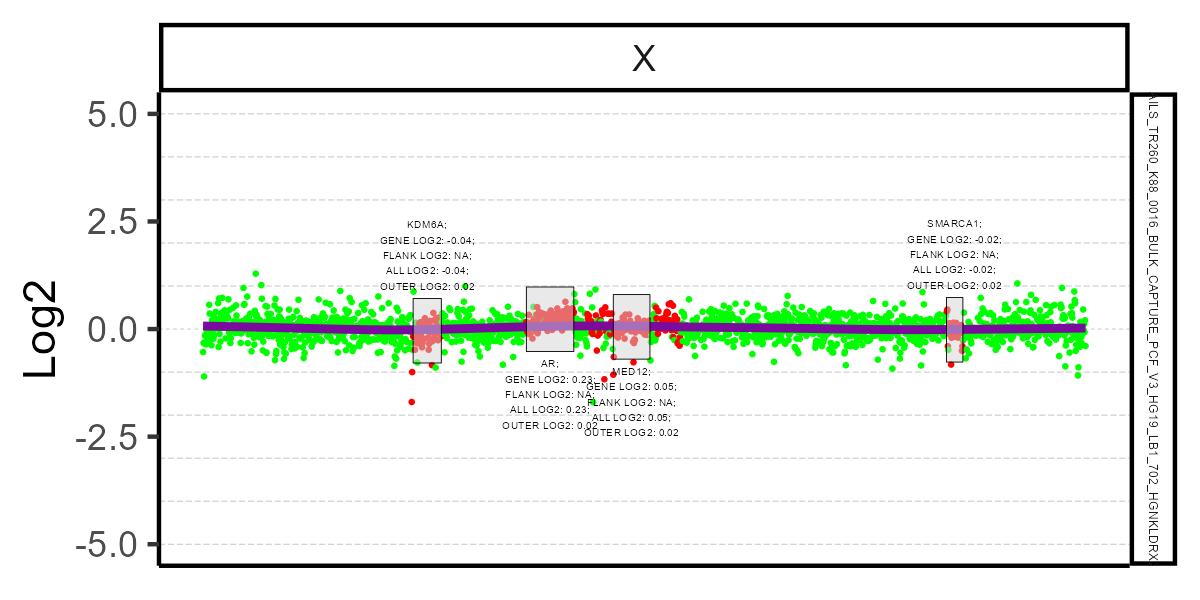 X
5.0
2.5
0.0
-2.5
-5.0
Log2
KDM6A;
GENE LOG2: -0.04;
FLANK LOG2: NA;
ALL LOG2: -0.04;
OUTER LOG2: 0.02
AR;
GENE LOG2: 0.23;
FLANK LOG2: NA;
ALL LOG2: 0.23;
OUTER LOG2: 0.02
MED12;
GENE LOG2: 0.05;
FLANK LOG2: NA;
ALL LOG2: 0.05;
OUTER LOG2: 0.02
SMARCA1;
GENE LOG2: -0.02;
FLANK LOG2: NA;
ALL LOG2: -0.02;
OUTER LOG2: 0.02
AILS_TR260_K88_0016_BULK_CAPTURE_PCF_V3_HG19_LB1_702_HGNKLDRX